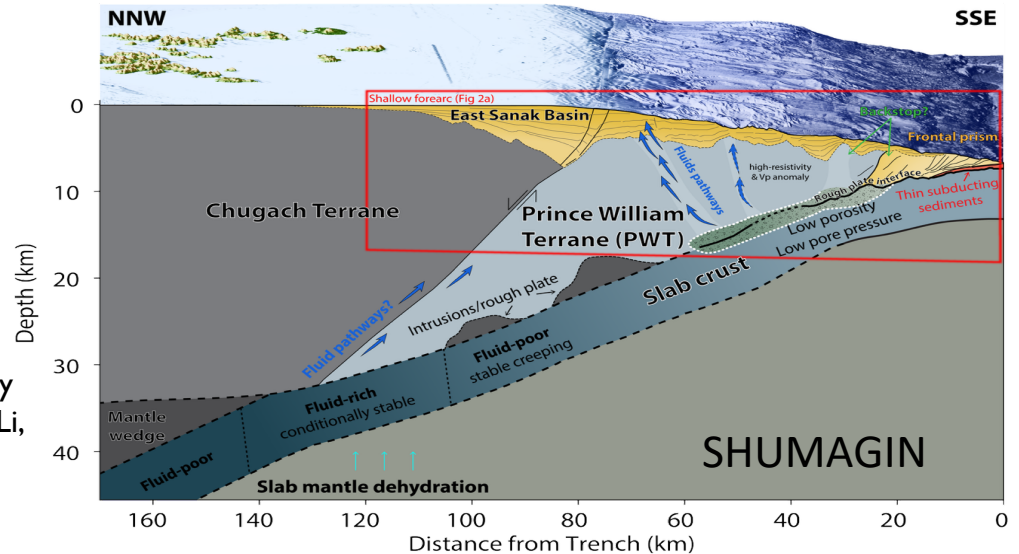 NNW
SSE
0
Shallow forearc (Fig 2a)
East Sanak Basin
Backstop?
Frontal prism
Fluids pathways
high-resistivity
& Vp anomaly
Rough plate interface
Thin subducting
sediments
10
Chugach Terrane
Prince William
Terrane (PWT)
Low porosity
Low pore pressure
Slab crust
20
Depth (km)
Fluid pathways?
Intrusions/rough plate
30
Fluid-poor
stable creeping
Fluid-rich
conditionally stable
y
Li,
Mantle
wedge
40
Fluid-poor
Slab mantle dehydration
SHUMAGIN
160
140
120
100
80
60
40
20
0
Distance from Trench (km)